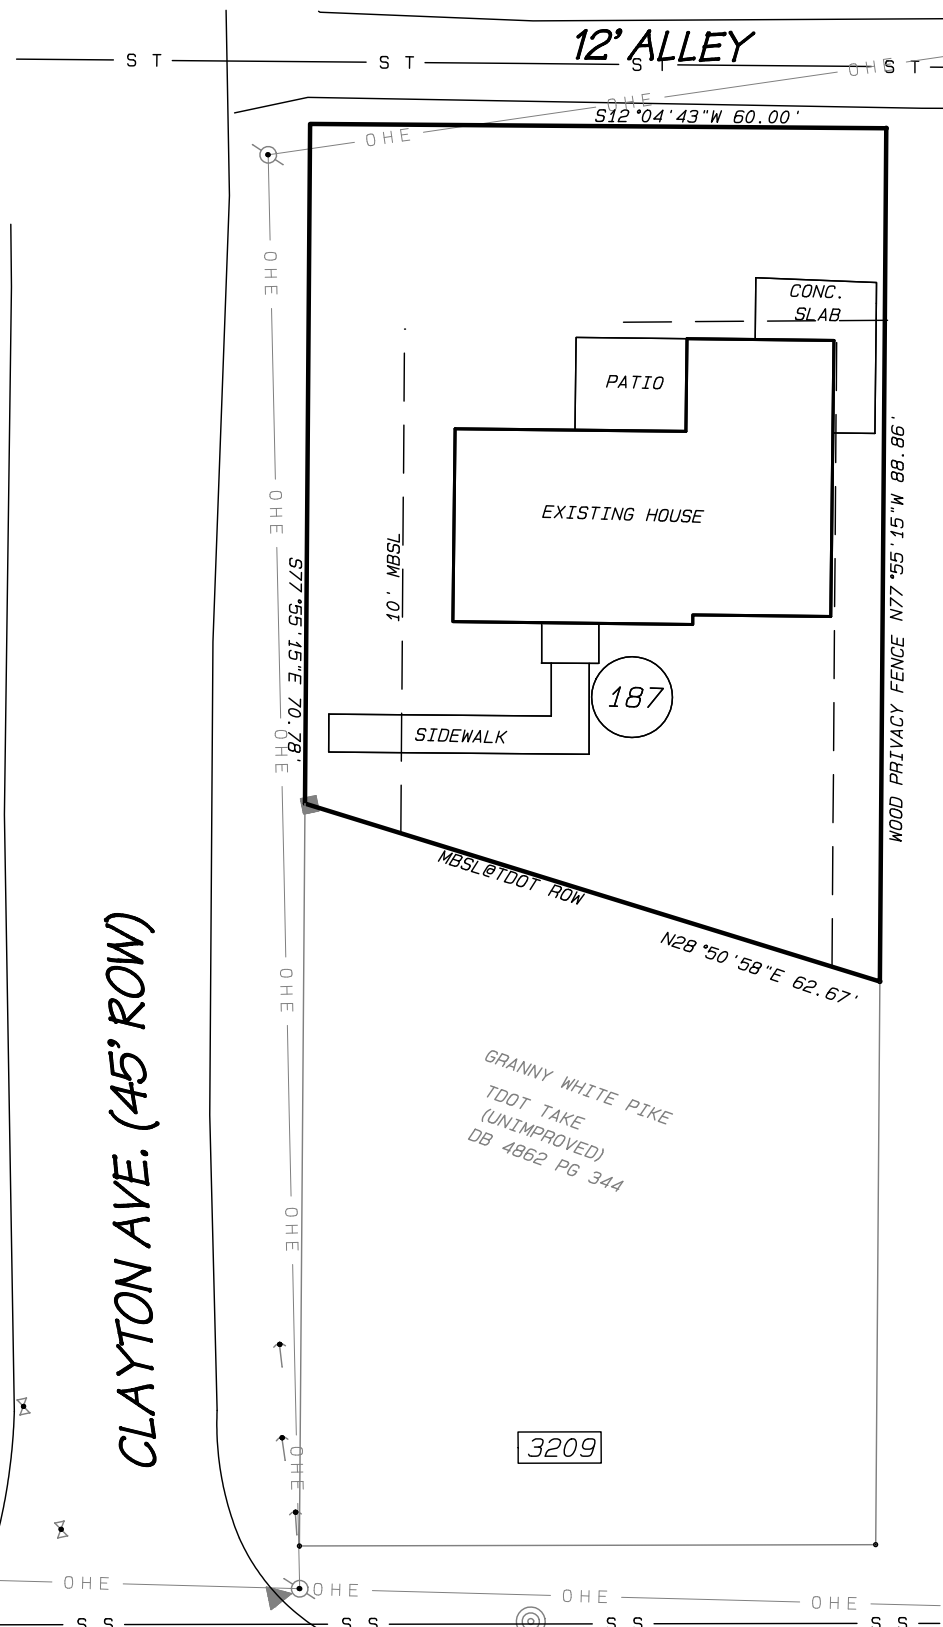 12' ALLEY
S T
S T
S T
S T
OHE
OHE
OHE
S12°04'43"W 60.00'
OHE
CONC.
SLAB
PATIO
WOOD PRIVACY FENCE N77°55'15"W 88.86'
OHE
EXISTING HOUSE
10' MBSL
S77°55'15"E 70.78'
187
OHE
SIDEWALK
MBSL@TDOT ROW
N28°50'58"E 62.67'
CLAYTON AVE. (45' ROW)
OHE
GRANNY WHITE PIKE
TDOT TAKE
(UNIMPROVED)
DB 4862 PG 344
OHE
3209
OHE
OHE
OHE
OHE
OHE
S S
S S
S S
S S